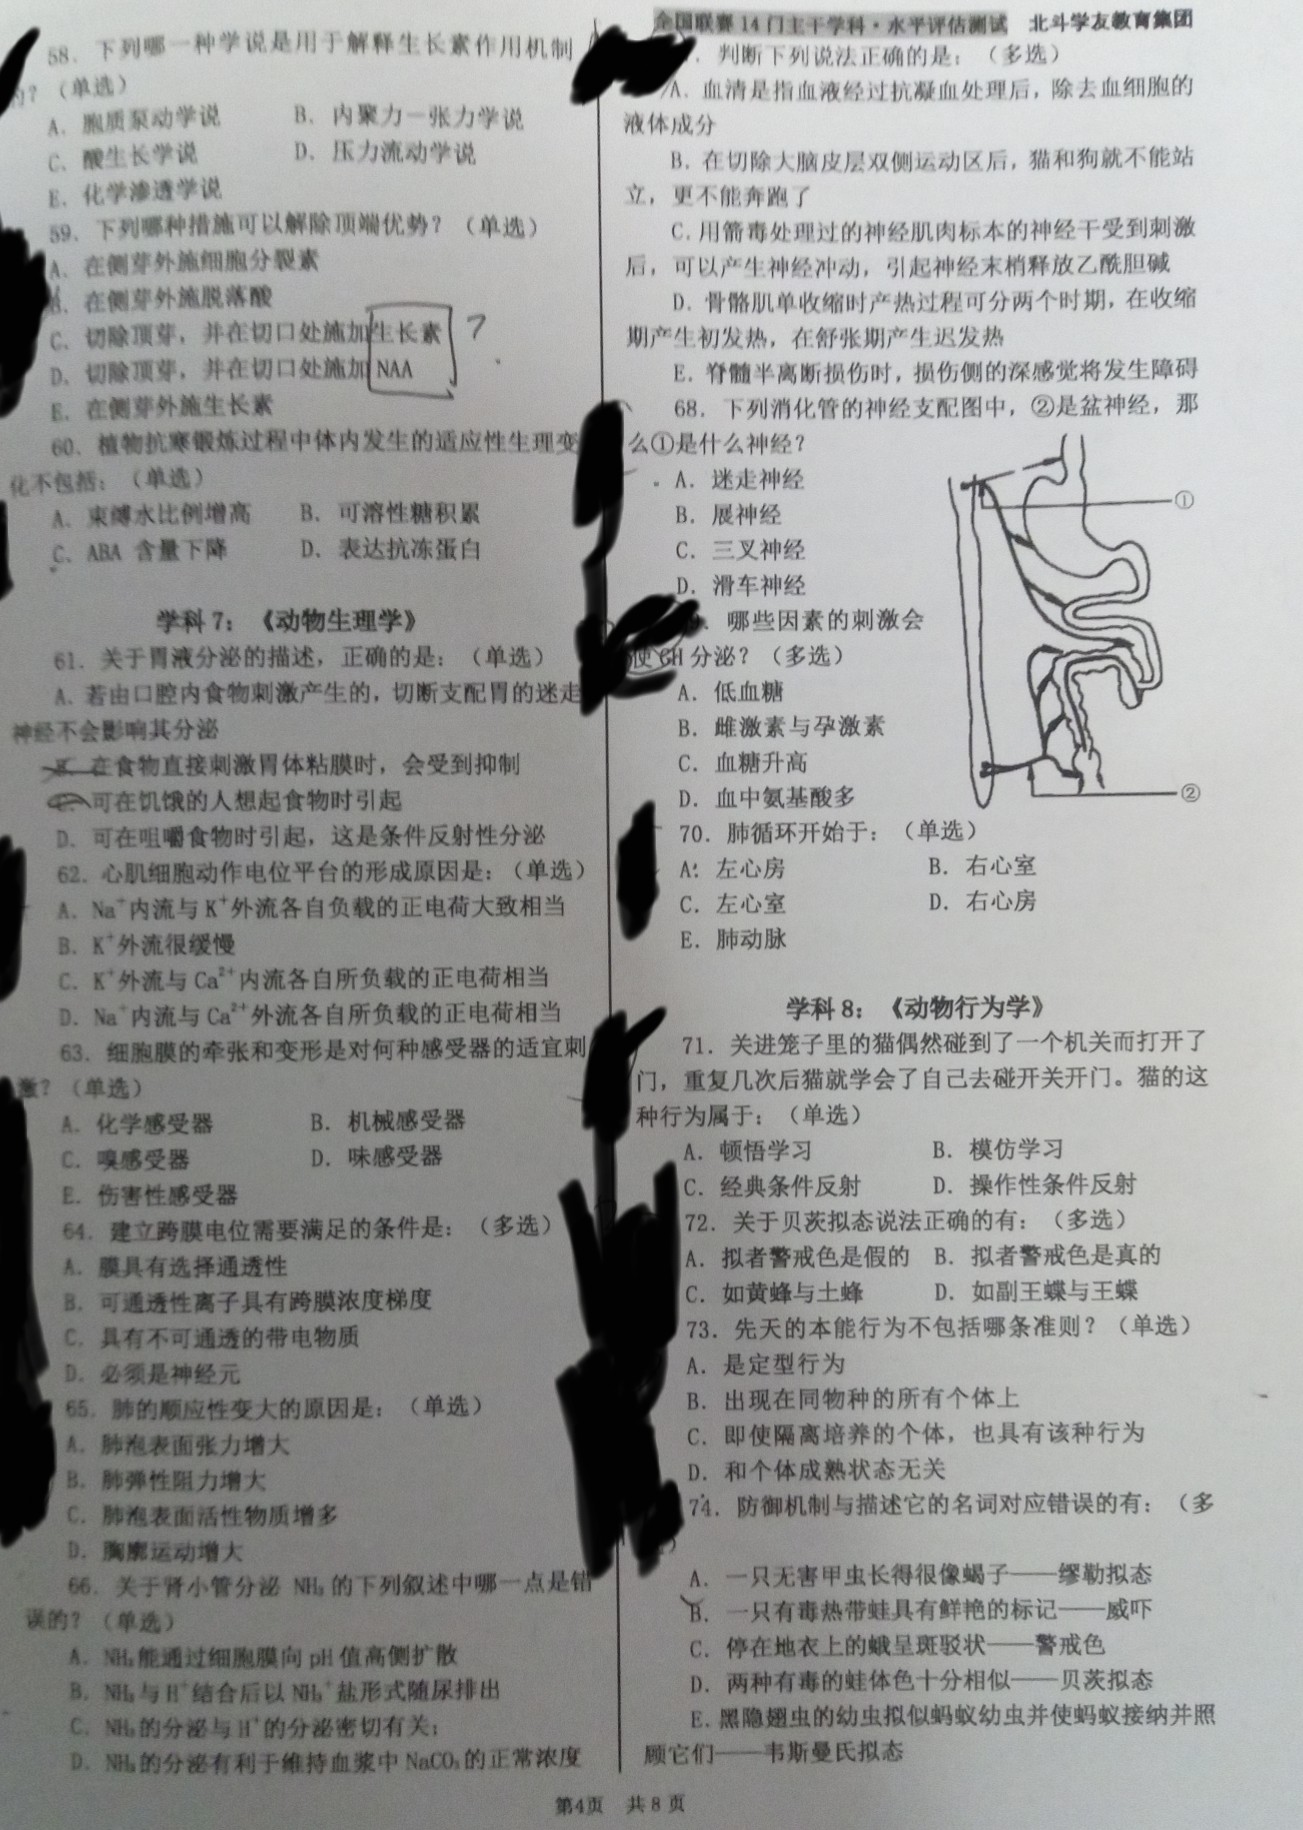 全国联赛 14 门主干学科·水平评估测试 北斗学友教育集团
58. 下列哪一种学说是用于解释生长素作用机制
的？（单选）
A. 胞质泵动学说 B. 内聚力－张力学说
C. 酸生长学说 D. 压力流动学说
E. 化学渗透学说
59. 下列哪种措施可以解除顶端优势？（单选）
A. 在侧芽外施细胞分裂素
B. 在侧芽外施脱落酸
C. 切除顶芽，并在切口处施加生长素 ?
D. 切除顶芽，并在切口处施加 NAA
E. 在侧芽外施生长素
60. 植物抗寒锻炼过程中体内发生的适应性生理变
化不包括：（单选）
A. 束缚水比例增高 B. 可溶性糖积累
C. ABA 含量下降 D. 表达抗冻蛋白
学科 7：《动物生理学》
61. 关于胃液分泌的描述，正确的是：（单选）
A. 若由口腔内食物刺激产生的，切断支配胃的迷走
神经不会影响其分泌
B. 在食物直接刺激胃体粘膜时，会受到抑制
C. 可在饥饿的人想起食物时引起
D. 可在咀嚼食物时引起，这是条件反射性分泌
62. 心肌细胞动作电位平台的形成原因是：（单选）
A. Na⁺内流与 K⁺外流各自负载的正电荷大致相当
B. K⁺外流很缓慢
C. K⁺外流与 Ca²⁺内流各自所负载的正电荷相当
D. Na⁺内流与 Ca²⁺外流各自所负载的正电荷相当
63. 细胞膜的牵张和变形是对何种感受器的适宜刺
激？（单选）
A. 化学感受器 B. 机械感受器
C. 嗅感受器 D. 味感受器
E. 伤害性感受器
64. 建立跨膜电位需要满足的条件是：（多选）
A. 膜具有选择通透性
B. 可通透性离子具有跨膜浓度梯度
C. 具有不可通透的带电物质
D. 必须是神经元
65. 肺的顺应性变大的原因是：（单选）
A. 肺泡表面张力增大
B. 肺弹性阻力增大
C. 肺泡表面活性物质增多
D. 胸廓运动增大
66. 关于肾小管分泌 NH₃ 的下列叙述中哪一点是错
误的？（单选）
A. NH₃能通过细胞膜向 pH 值高侧扩散
B. NH₃与 H⁺结合后以 NH₄⁺盐形式随尿排出
C. NH₃的分泌与 H⁺的分泌密切有关；
D. NH₃的分泌有利于维持血浆中 NaCO₃的正常浓度
判断下列说法正确的是：（多选）
A. 血清是指血液经过抗凝血处理后，除去血细胞的
液体成分
B. 在切除大脑皮层双侧运动区后，猫和狗就不能站
立，更不能奔跑了
C. 用箭毒处理过的神经肌肉标本的神经干受到刺激
后，可以产生神经冲动，引起神经末梢释放乙酰胆碱
D. 骨骼肌单收缩时产热过程可分两个时期，在收缩
期产生初发热，在舒张期产生迟发热
E. 脊髓半离断损伤时，损伤侧的深感觉将发生障碍
68. 下列消化管的神经支配图中，②是盆神经，那
么①是什么神经？
A. 迷走神经
B. 展神经
C. 三叉神经
D. 滑车神经
①
②
哪些因素的刺激会
使 GH 分泌？（多选）
A. 低血糖
B. 雌激素与孕激素
C. 血糖升高
D. 血中氨基酸多
70. 肺循环开始于：（单选）
A. 左心房 B. 右心室
C. 左心室 D. 右心房
E. 肺动脉
学科 8：《动物行为学》
71. 关进笼子里的猫偶然碰到了一个机关而打开了
门，重复几次后猫就学会了自己去碰开关开门。猫的这
种行为属于：（单选）
A. 顿悟学习 B. 模仿学习
C. 经典条件反射 D. 操作性条件反射
72. 关于贝茨拟态说法正确的有：（多选）
A. 拟者警戒色是假的 B. 拟者警戒色是真的
C. 如黄蜂与土蜂 D. 如副王蝶与王蝶
73. 先天的本能行为不包括哪条准则？（单选）
A. 是定型行为
B. 出现在同物种的所有个体上
C. 即使隔离培养的个体，也具有该种行为
D. 和个体成熟状态无关
74. 防御机制与描述它的名词对应错误的有：（多
A. 一只无害甲虫长得很像蝎子——缪勒拟态
B. 一只有毒热带蛙具有鲜艳的标记——威吓
C. 停在地衣上的蛾呈斑驳状——警戒色
D. 两种有毒的蛙体色十分相似——贝茨拟态
E. 黑隐翅虫的幼虫拟似蚂蚁幼虫并使蚂蚁接纳并照
顾它们——韦斯曼氏拟态
第4页 共 8 页